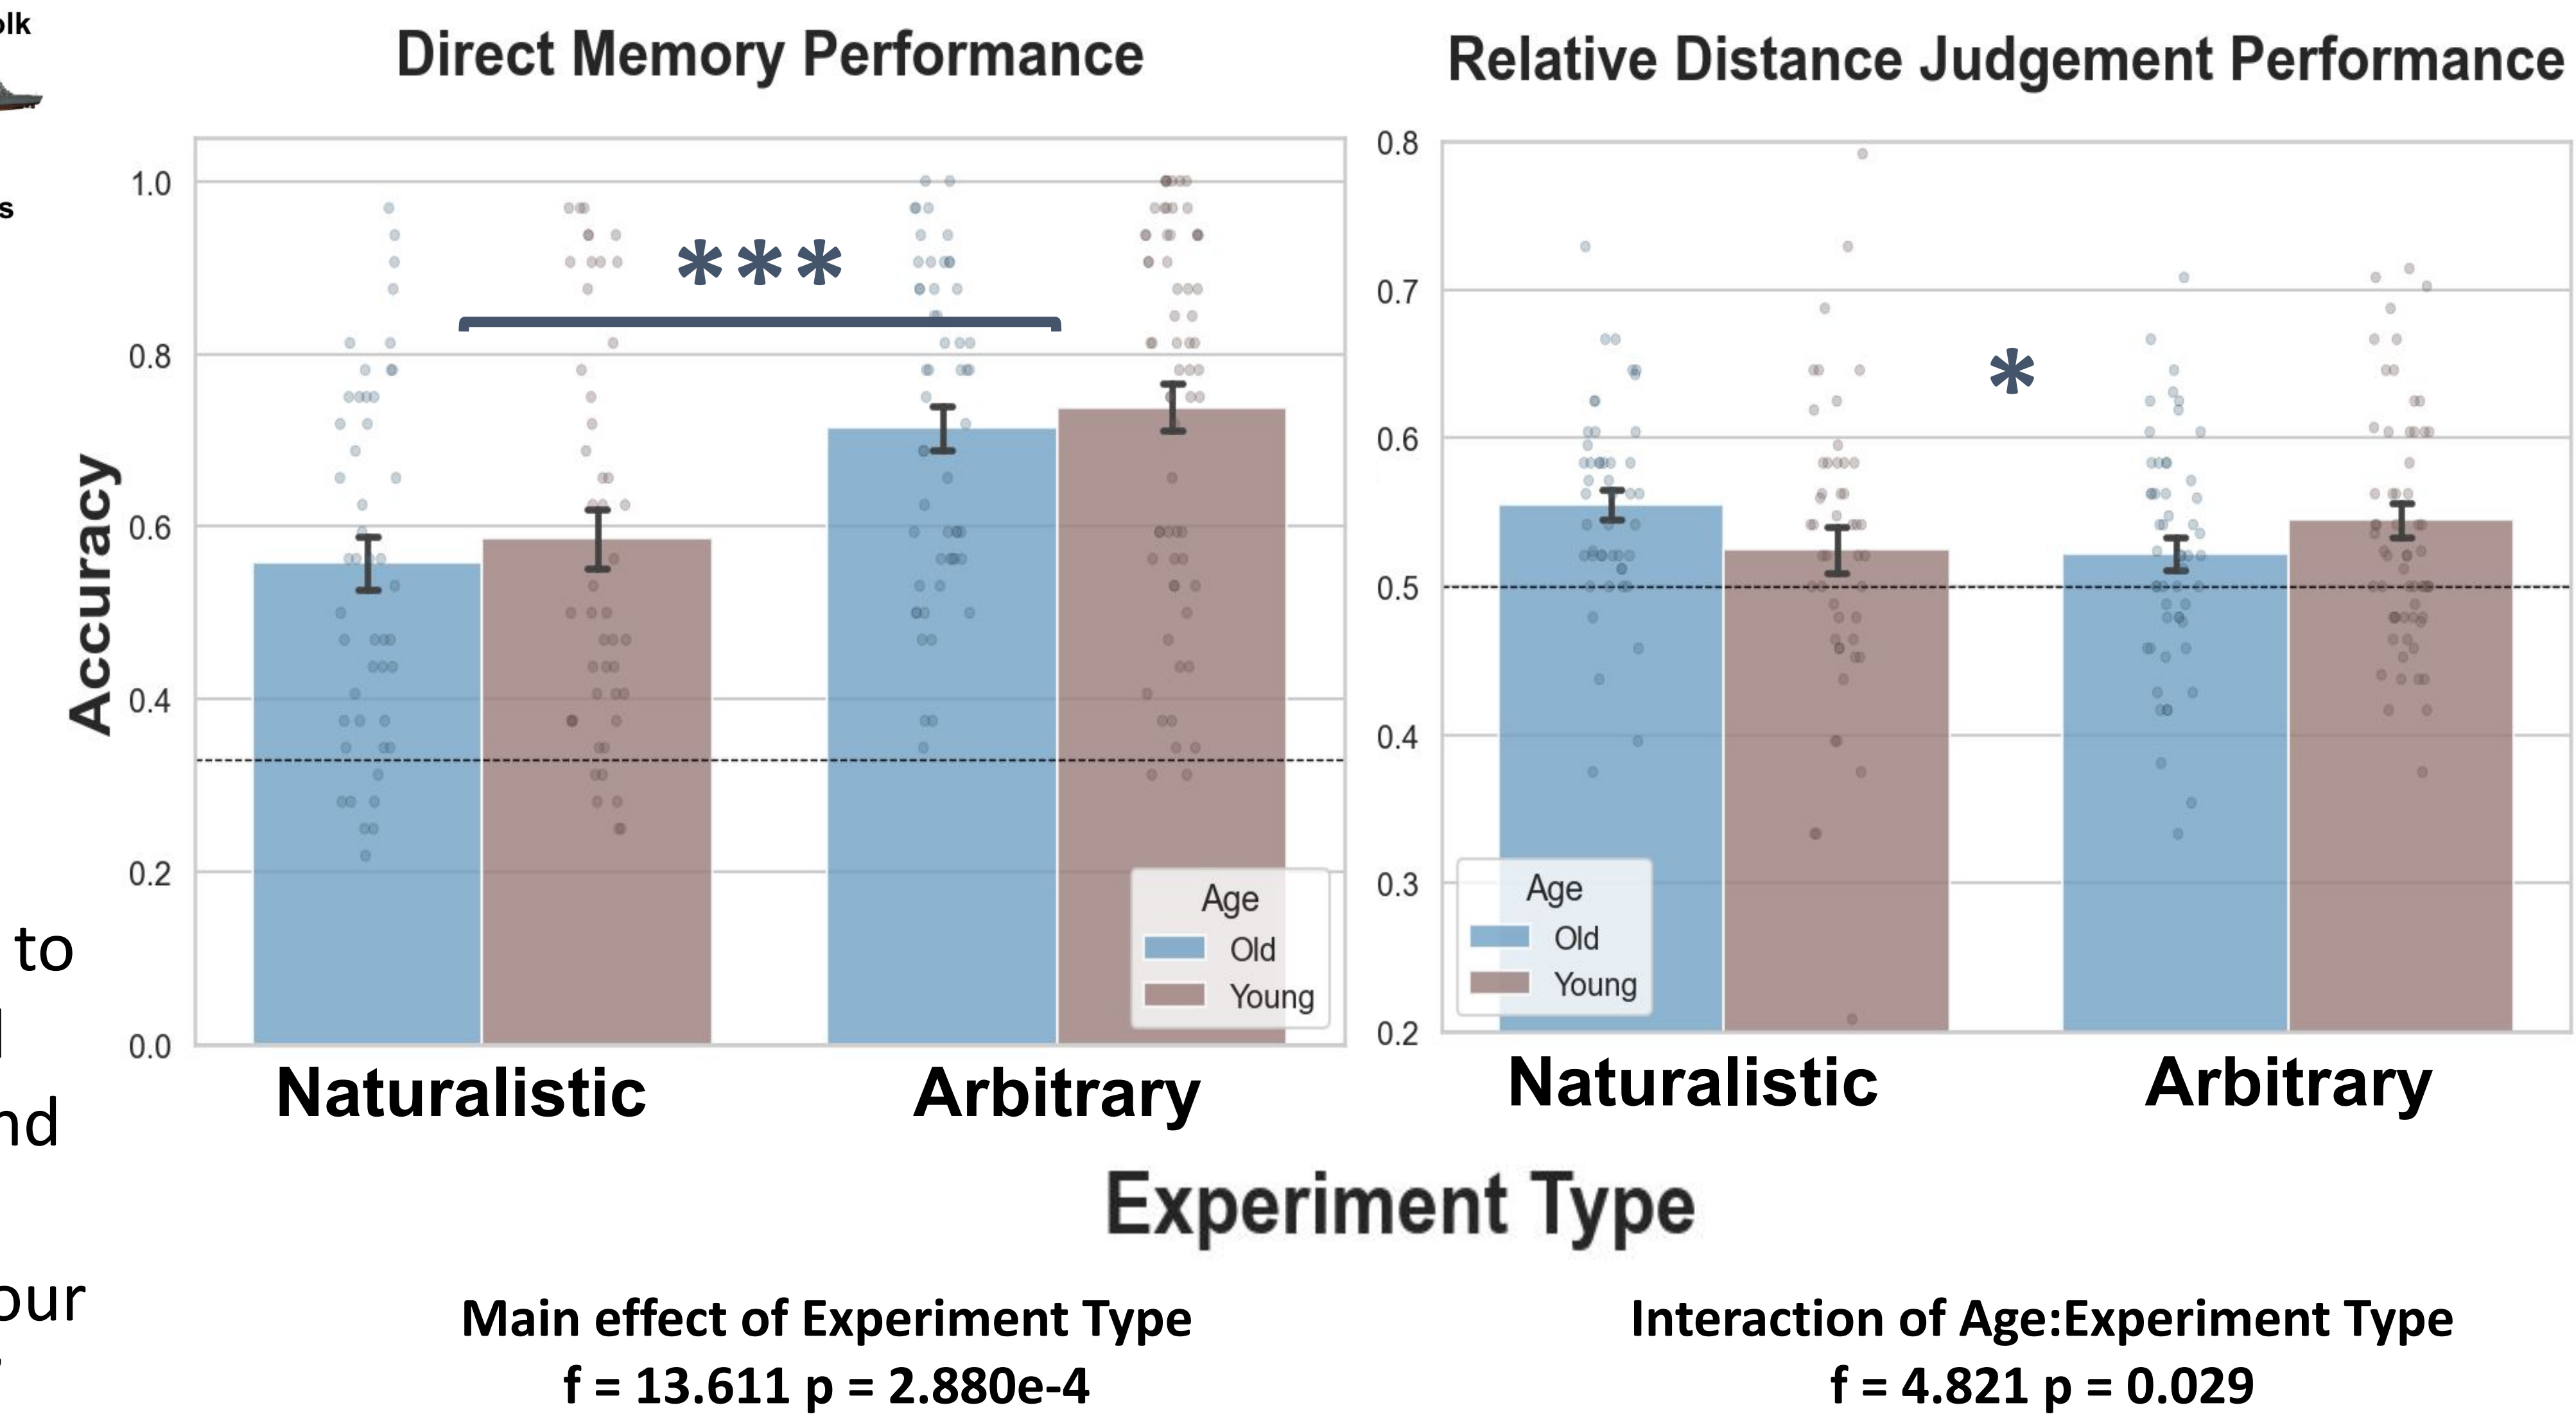 olk
s
to
nd
our
Direct Memory Performance
Accuracy
1.0
0.8
0.6
0.4
0.2
0.0
***
Age
Old
Young
Naturalistic Arbitrary
Relative Distance Judgement Performance
0.8
0.7
0.6
0.5
0.4
0.3
0.2
*
Age
Old
Young
Naturalistic Arbitrary
Experiment Type
Main effect of Experiment Type
f = 13.611 p = 2.880e-4
Interaction of Age:Experiment Type
f = 4.821 p = 0.029